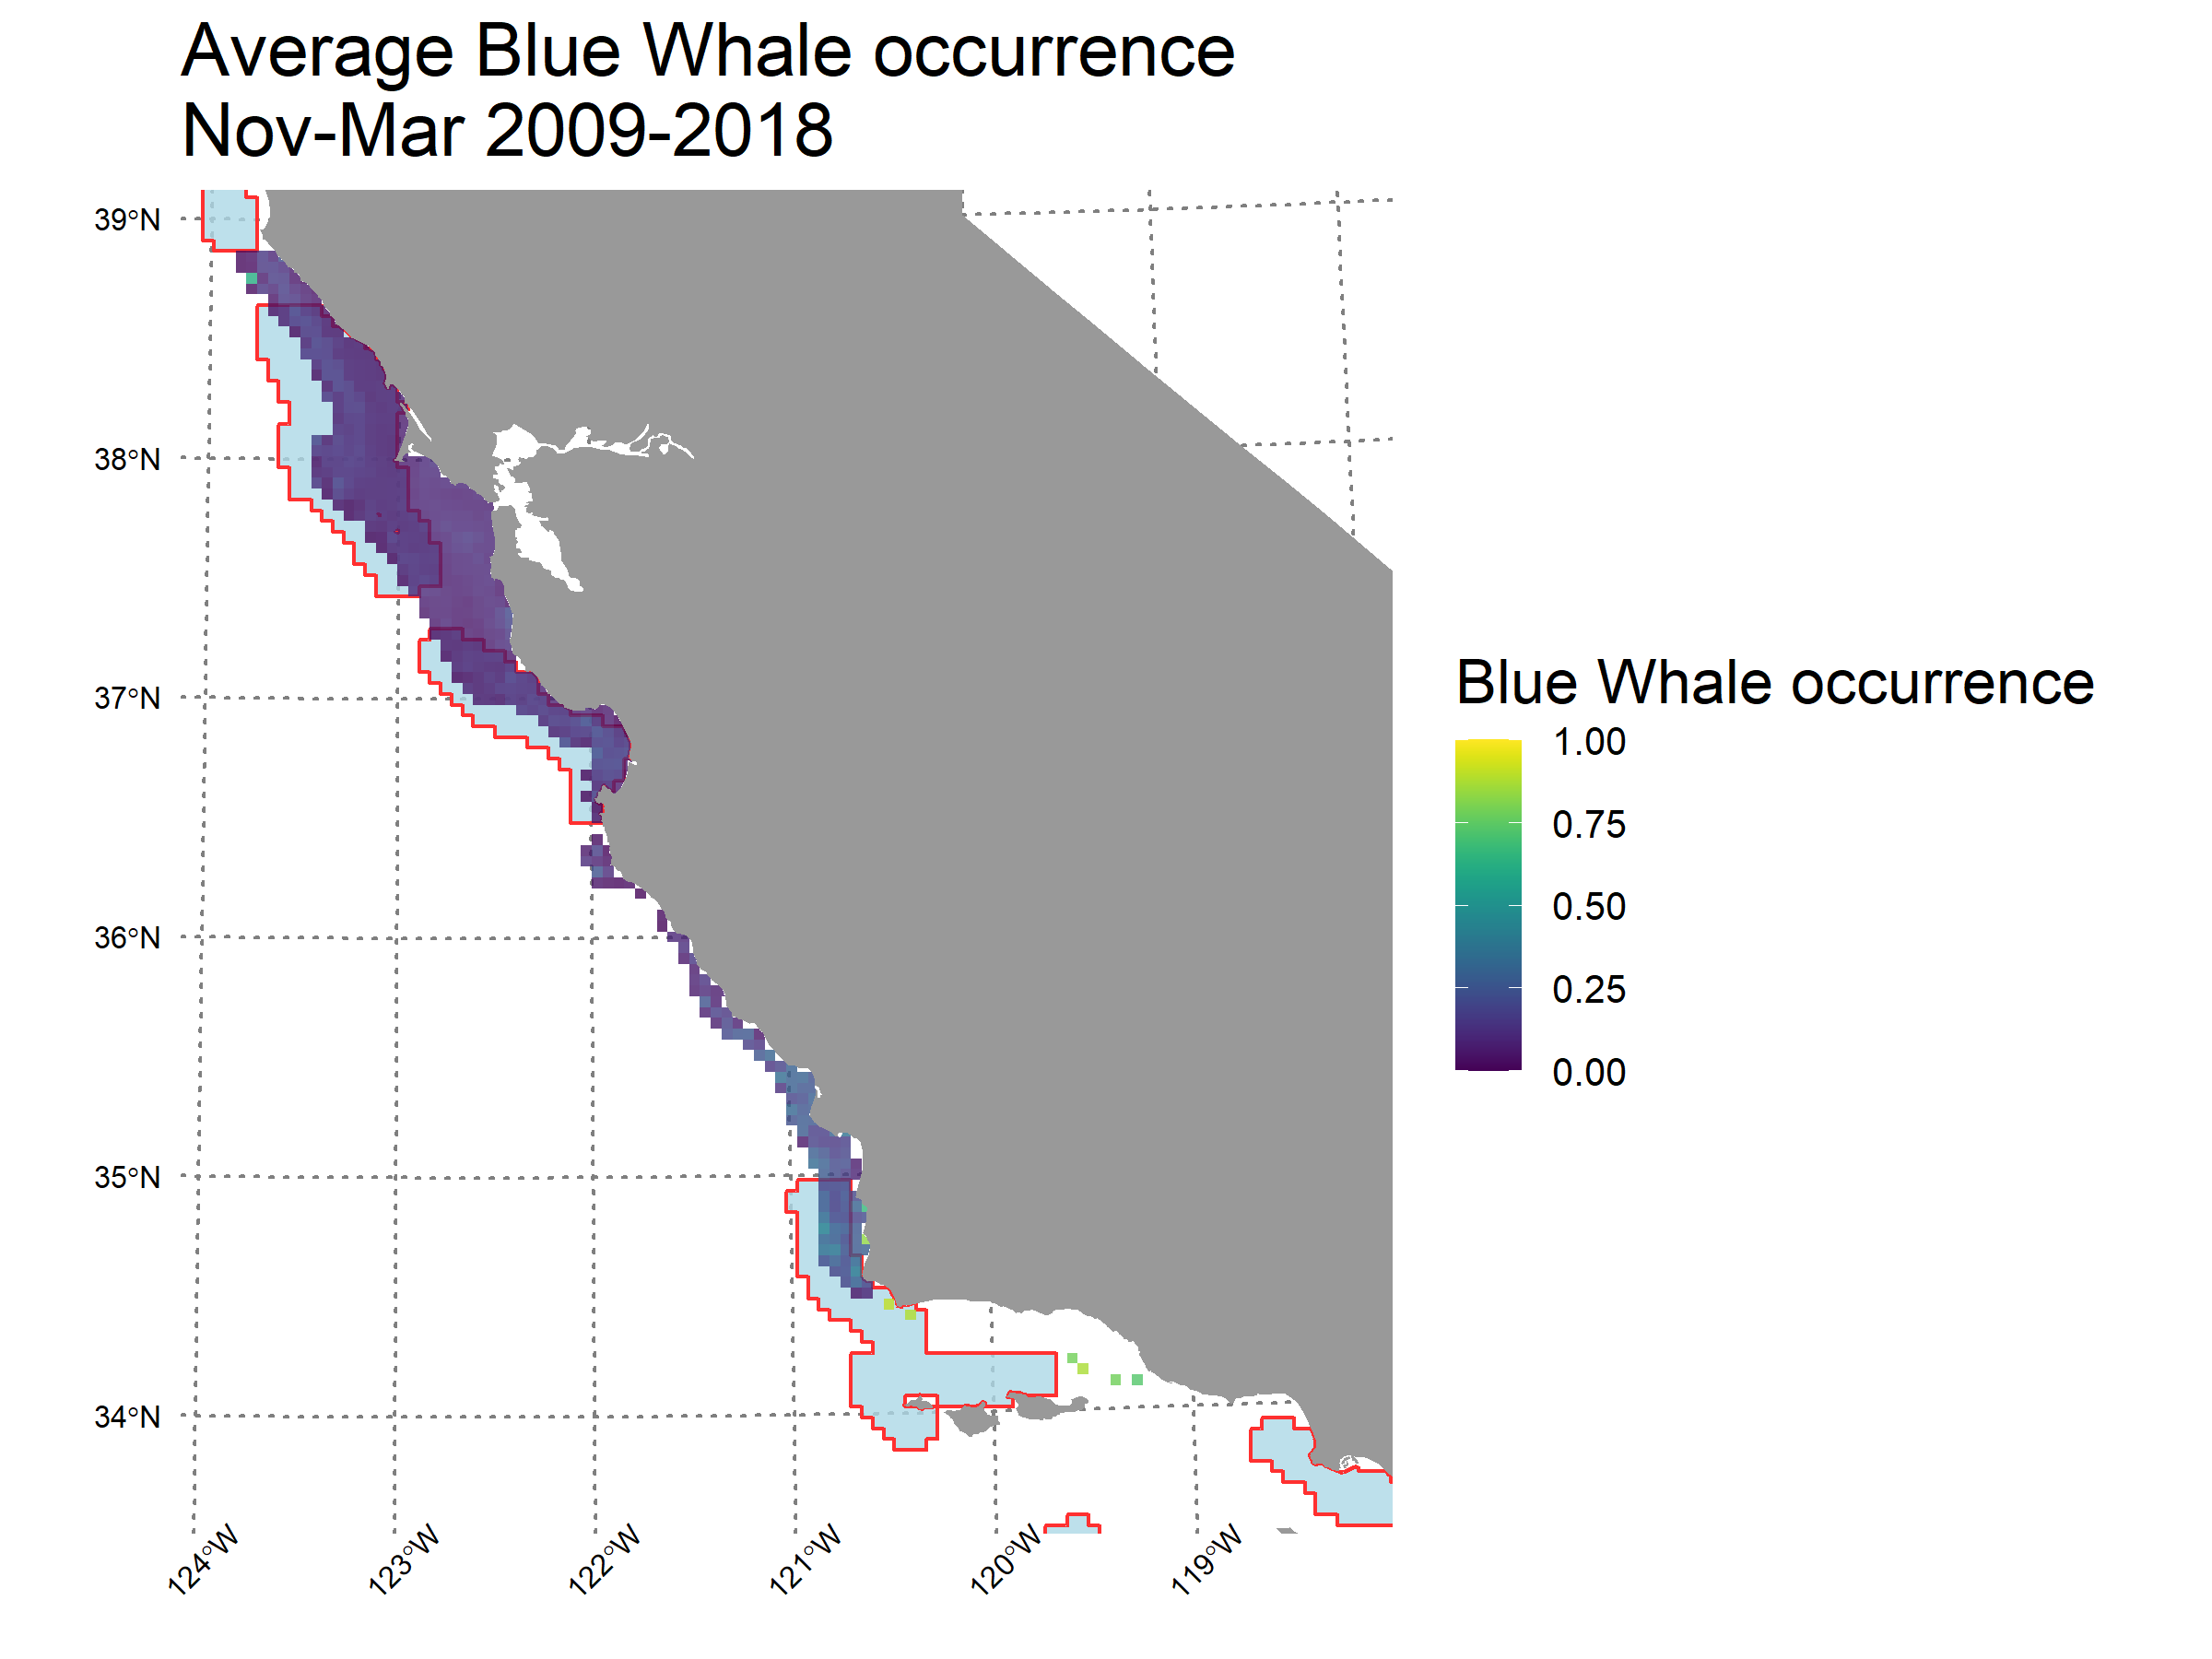 Average Blue Whale occurrence
Nov-Mar 2009-2018
39°N
38°N
37°N
36°N
35°N
34°N
124°W
123°W
122°W
121°W
120°W
119°W
Blue Whale occurrence
1.00
0.75
0.50
0.25
0.00